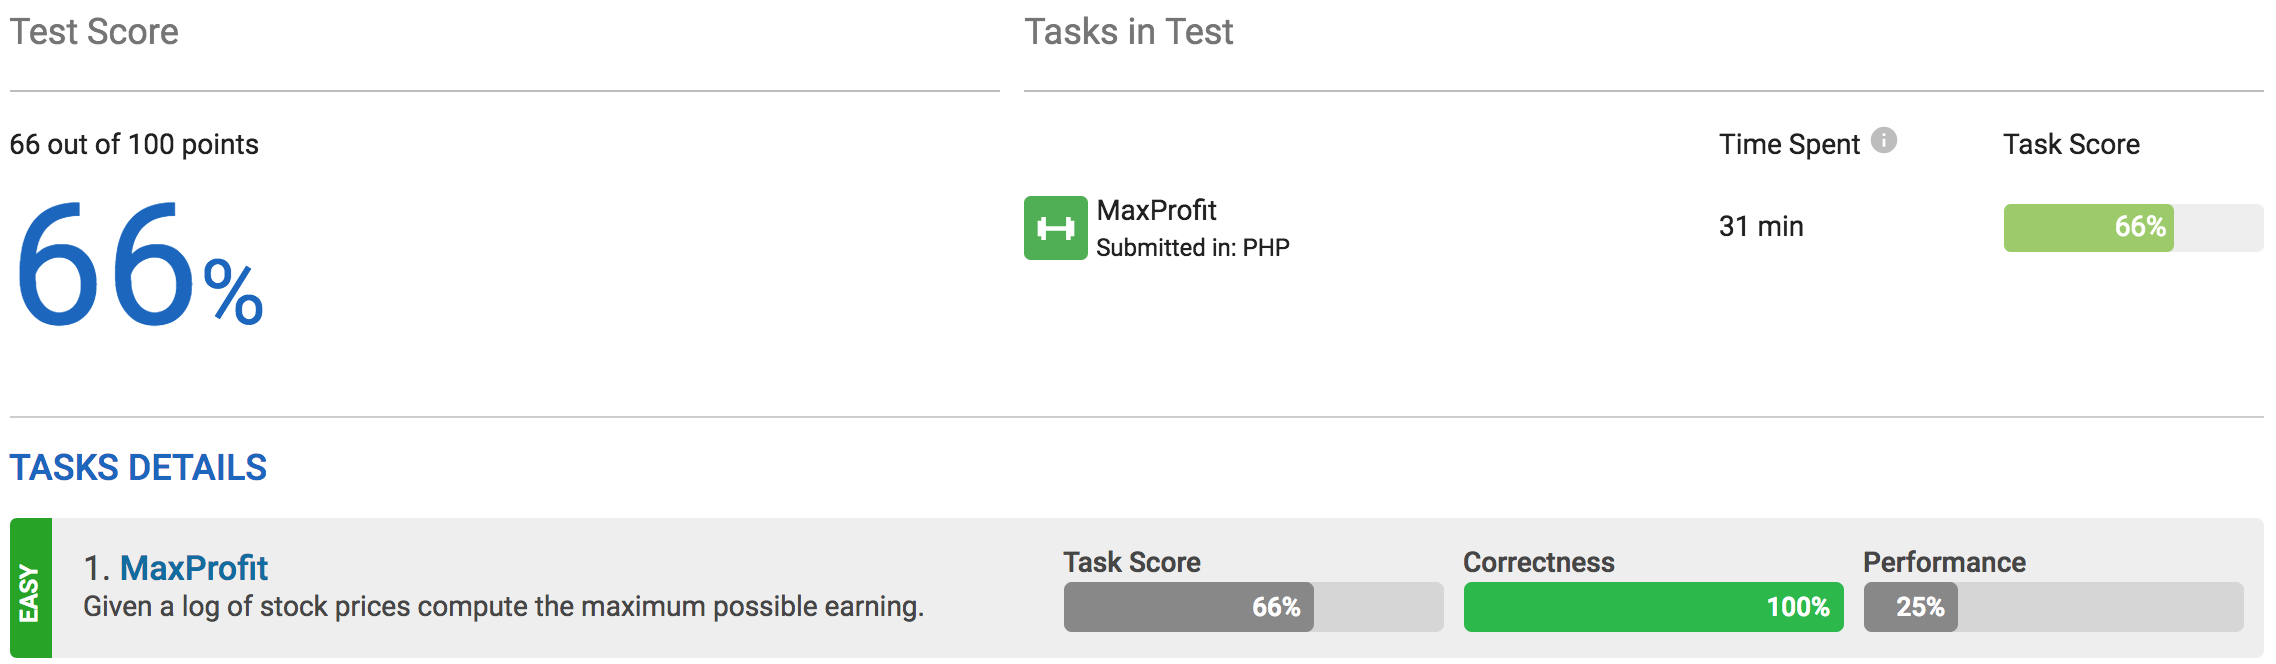 Test Score
66 out of 100 points
66%
Tasks in Test
Time Spent i
Task Score
MaxProfit
Submitted in: PHP
31 min
66%
TASKS DETAILS
EASY
1. MaxProfit
Given a log of stock prices compute the maximum possible earning.
Task Score
66%
Correctness
100%
Performance
25%